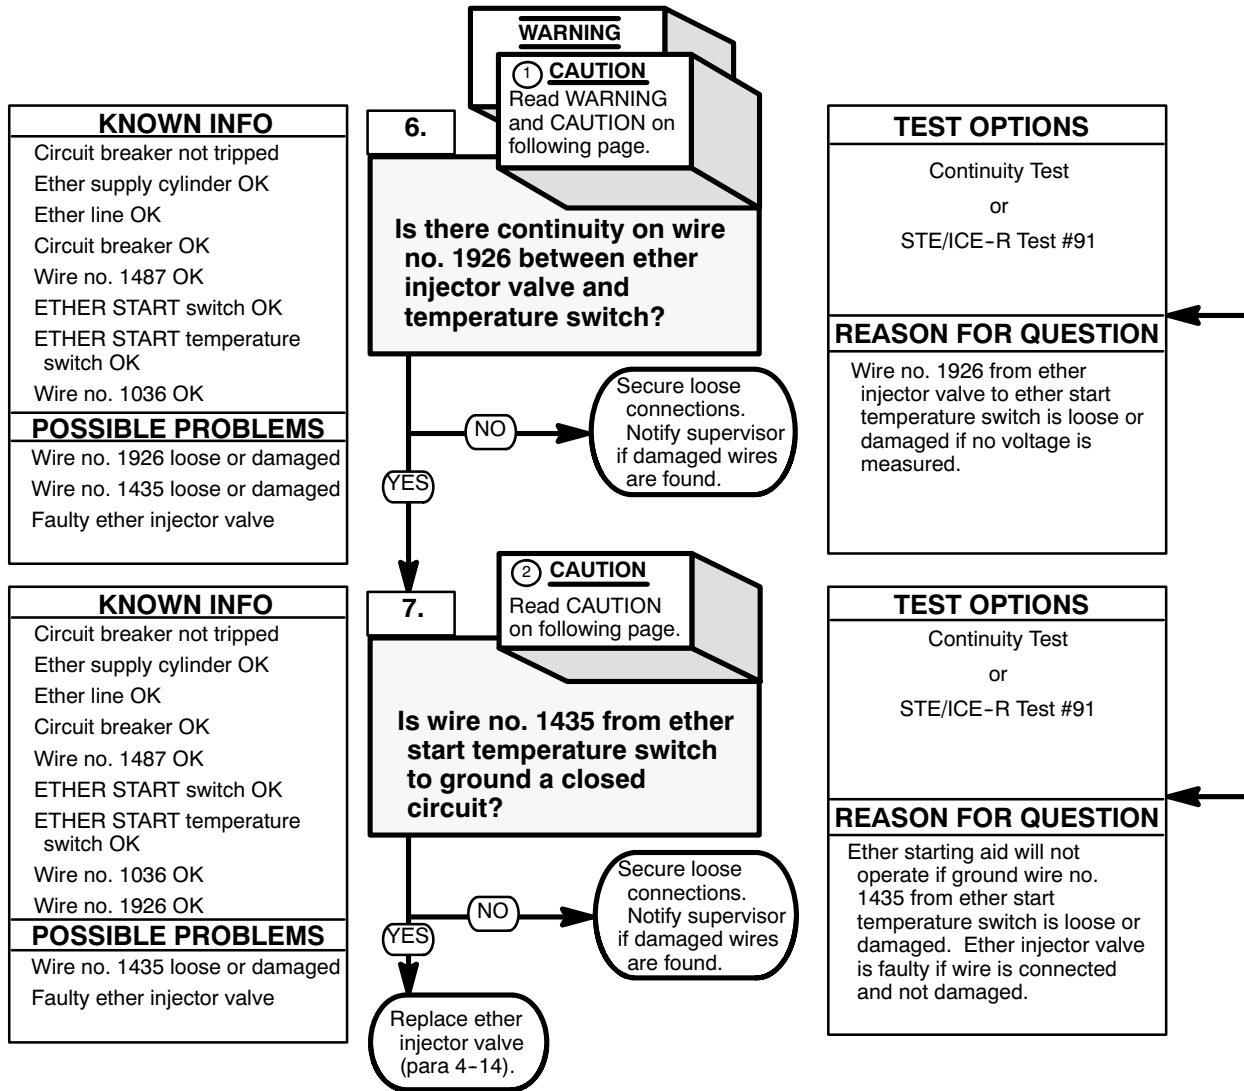 WARNING
1 CAUTION
Read WARNING
and CAUTION on
following page.
KNOWN INFO
Circuit breaker not tripped
Ether supply cylinder OK
Ether line OK
Circuit breaker OK
Wire no. 1487 OK
ETHER START switch OK
ETHER START temperature
switch OK
Wire no. 1036 OK
POSSIBLE PROBLEMS
Wire no. 1926 loose or damaged
Wire no. 1435 loose or damaged
Faulty ether injector valve
6.
Is there continuity on wire
no. 1926 between ether
injector valve and
temperature switch?
NO
Secure loose
connections.
Notify supervisor
if damaged wires
are found.
YES
TEST OPTIONS
Continuity Test
or
STE/ICE-R Test #91
REASON FOR QUESTION
Wire no. 1926 from ether
injector valve to ether start
temperature switch is loose or
damaged if no voltage is
measured.
2 CAUTION
Read CAUTION
on following page.
KNOWN INFO
Circuit breaker not tripped
Ether supply cylinder OK
Ether line OK
Circuit breaker OK
Wire no. 1487 OK
ETHER START switch OK
ETHER START temperature
switch OK
Wire no. 1036 OK
Wire no. 1926 OK
POSSIBLE PROBLEMS
Wire no. 1435 loose or damaged
Faulty ether injector valve
7.
Is wire no. 1435 from ether
start temperature switch
to ground a closed
circuit?
NO
Secure loose
connections.
Notify supervisor
if damaged wires
are found.
YES
Replace ether
injector valve
(para 4-14).
TEST OPTIONS
Continuity Test
or
STE/ICE-R Test #91
REASON FOR QUESTION
Ether starting aid will not
operate if ground wire no.
1435 from ether start
temperature switch is loose or
damaged. Ether injector valve
is faulty if wire is connected
and not damaged.